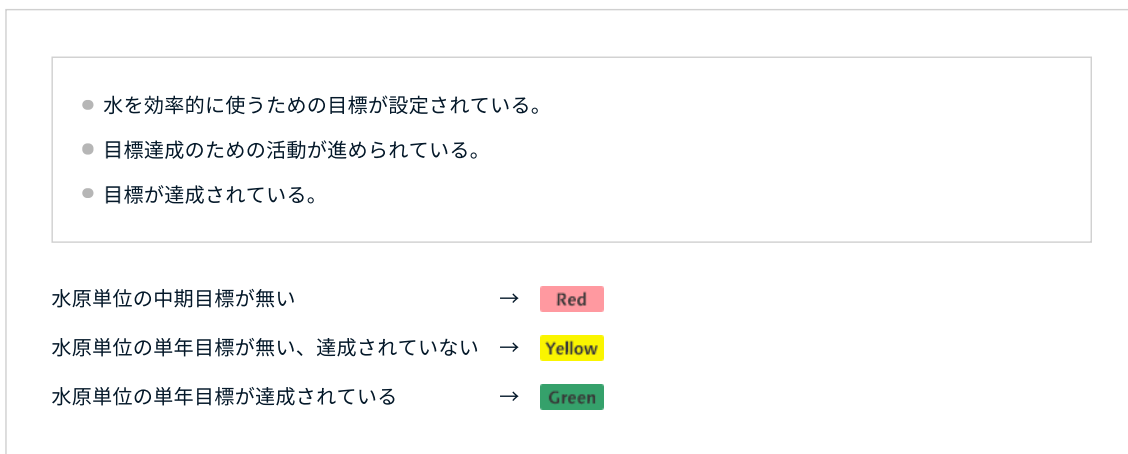 水を効率的に使うための目標が設定されている。
目標達成のための活動が進められている。
目標が達成されている。
水原単位の中期目標が無い → Red
水原単位の単年目標が無い、達成されていない → Yellow
水原単位の単年目標が達成されている → Green